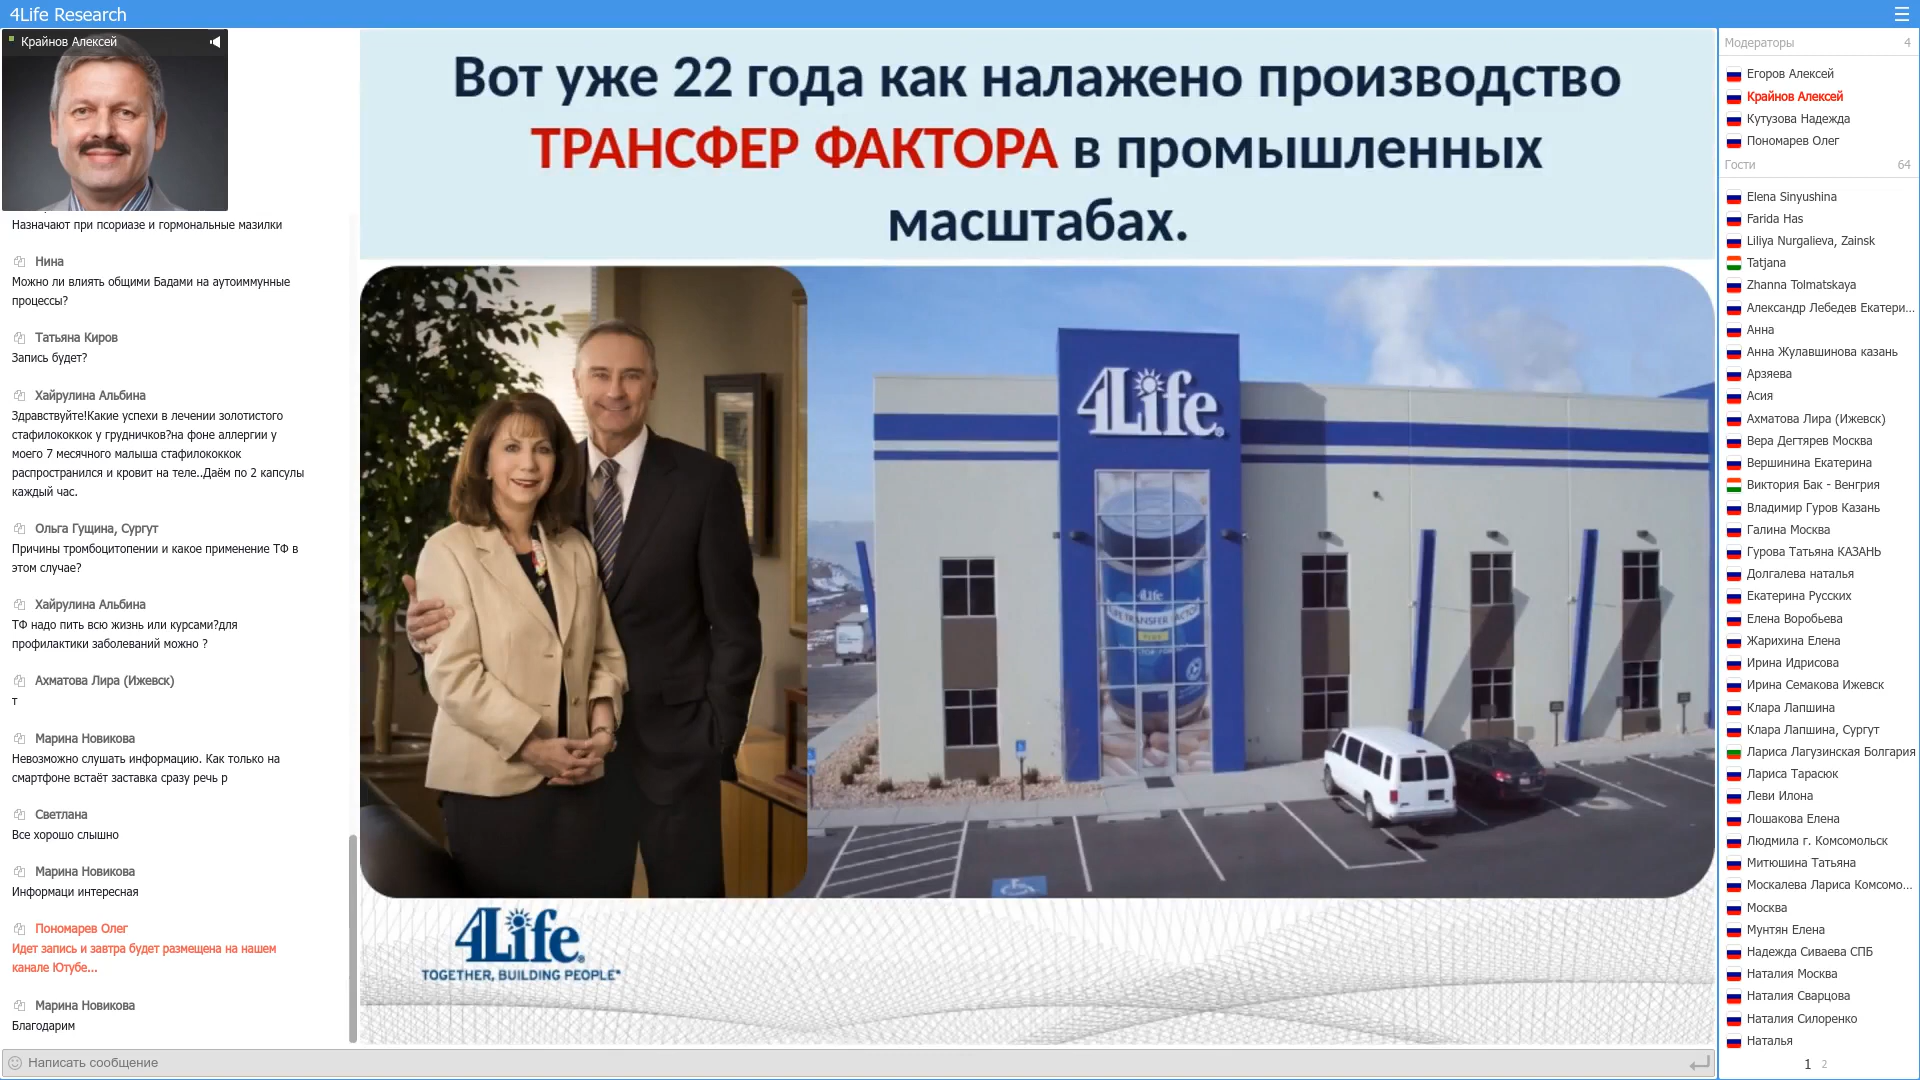 4Life Research
Крайнов Алексей
Назначают при псориазе и гормональные мазилки
Нина
Можно ли влиять общими Бадами на аутоиммунные
процессы?
Татьяна Киров
Запись будет?
Хайрулина Альбина
Здравствуйте!Какие успехи в лечении золотистого
стафилококкок у грудничков?на фоне аллергии у
моего 7 месячного малыша стафилококкок
распространился и кровит на теле..Даём по 2 капсулы
каждый час.
Ольга Гущина, Сургут
Причины тромбоцитопении и какое применение ТФ в
этом случае?
Хайрулина Альбина
ТФ надо пить всю жизнь или курсами?для
профилактики заболеваний можно ?
Ахматова Лира (Ижевск)
т
Марина Новикова
Невозможно слушать информацию. Как только на
смартфоне встаёт заставка сразу речь р
Светлана
Все хорошо слышно
Марина Новикова
Информаци интересная
Пономарев Олег
Идет запись и завтра будет размещена на нашем
канале Ютубе...
Марина Новикова
Благодарим
Написать сообщение
Вот уже 22 года как налажено производство
ТРАНСФЕР ФАКТОРА в промышленных
масштабах.
4Life
4Life
TRANSFER FACTOR
4Life
TOGETHER, BUILDING PEOPLE
Модераторы 4
Егоров Алексей
Крайнов Алексей
Кутузова Надежда
Пономарев Олег
Гости 64
Elena Sinyushina
Farida Has
Liliya Nurgalieva, Zainsk
Tatjana
Zhanna Tolmatskaya
Александр Лебедев Екатери...
Анна
Анна Жулавшинова казань
Арзяева
Асия
Ахматова Лира (Ижевск)
Вера Дегтярев Москва
Вершинина Екатерина
Виктория Бак - Венгрия
Владимир Гуров Казань
Галина Москва
Гурова Татьяна КАЗАНЬ
Долгалева наталья
Екатерина Русских
Елена Воробьева
Жарихина Елена
Ирина Идрисова
Ирина Семакова Ижевск
Клара Лапшина
Клара Лапшина, Сургут
Лариса Лагузинская Болгария
Лариса Тарасюк
Леви Илона
Лошакова Елена
Людмила г. Комсомольск
Митюшина Татьяна
Москалева Лариса Комсомо...
Москва
Мунтян Елена
Надежда Сиваева СПБ
Наталия Москва
Наталия Сварцова
Наталия Силоренко
Наталья
1 2